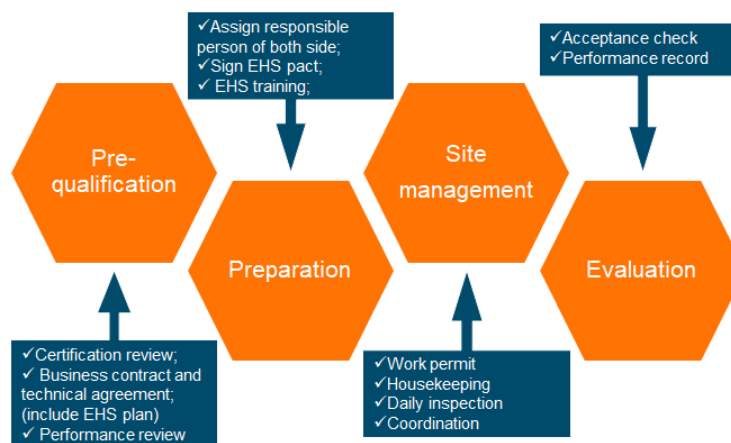 ✓Assign responsible
person of both side;
✓Sign EHS pact;
✓ EHS training;
✓Acceptance check
✓Performance record
Pre-
qualification
Site
management
Preparation
Evaluation
✓Certification review;
✓ Business contract and
technical agreement;
(include EHS plan)
✓ Performance review
✓Work permit
✓Housekeeping
✓Daily inspection
✓Coordination